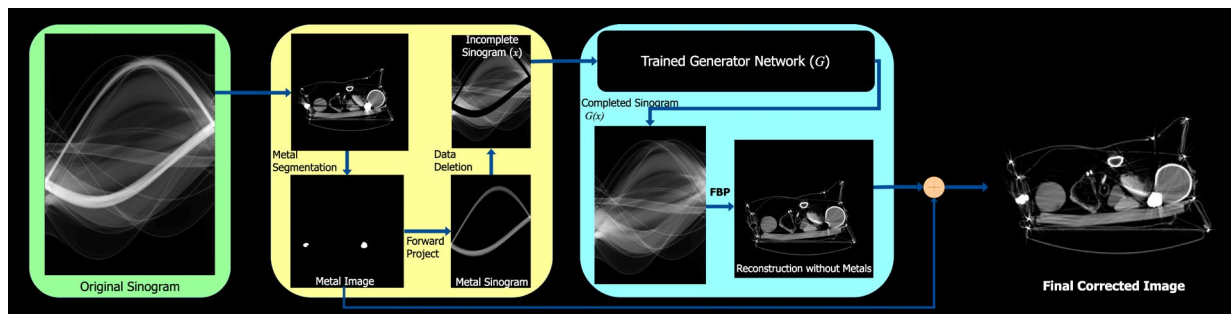 Original Sinogram
Metal
Segmentation
Metal Image
Forward
Project
Metal Sinogram
Data
Deletion
Incomplete
Sinogram (x)
Trained Generator Network (G)
Completed Sinogram
G(x)
FBP
Reconstruction without Metals
Final Corrected Image